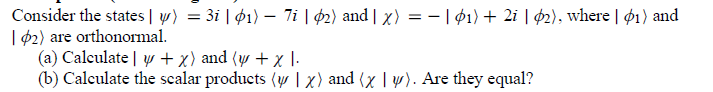 Consider the states | ψ⟩ = 3i | ϕ1⟩ − 7i | ϕ2⟩ and | χ⟩ = − | ϕ1⟩ + 2i | ϕ2⟩, where | ϕ1⟩ and
| ϕ2⟩ are orthonormal.
(a) Calculate | ψ + χ⟩ and ⟨ψ + χ |.
(b) Calculate the scalar products ⟨ψ | χ⟩ and ⟨χ | ψ⟩. Are they equal?